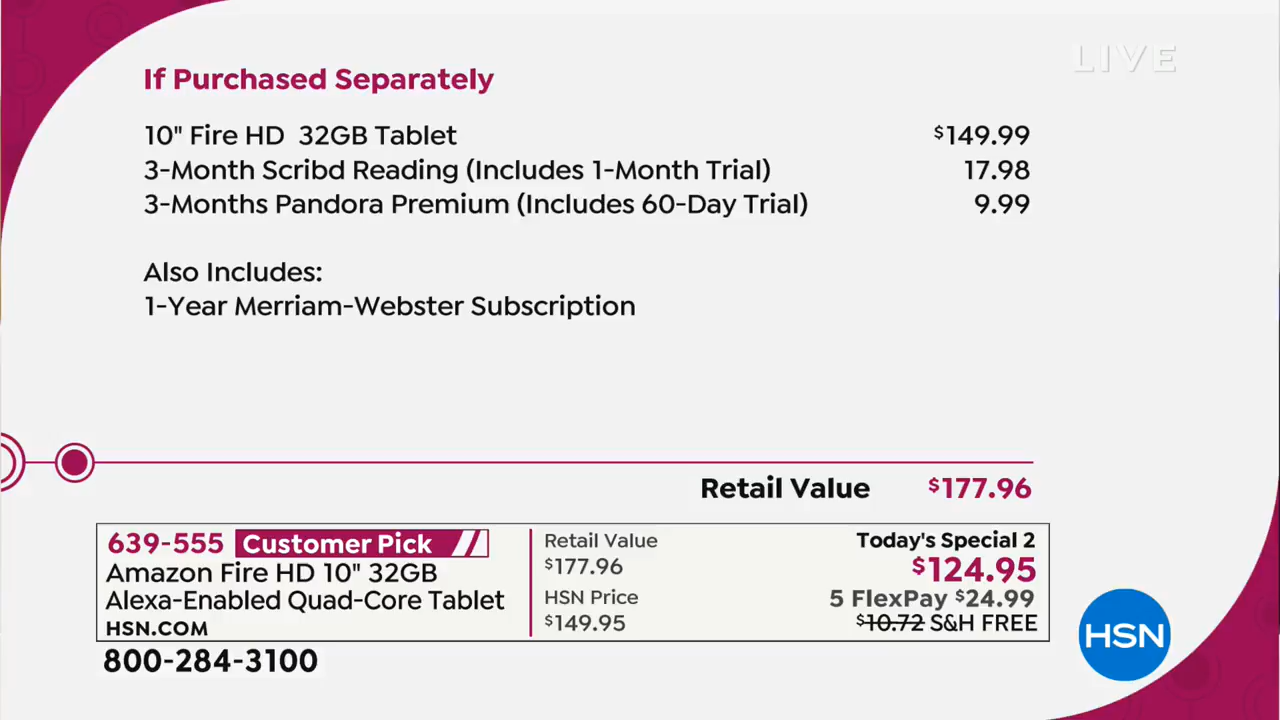 LIVE
If Purchased Separately
10" Fire HD 32GB Tablet $149.99
3-Month Scribd Reading (Includes 1-Month Trial) 17.98
3-Months Pandora Premium (Includes 60-Day Trial) 9.99
Also Includes:
1-Year Merriam-Webster Subscription
Retail Value $177.96
639-555 Customer Pick
Amazon Fire HD 10" 32GB
Alexa-Enabled Quad-Core Tablet
HSN.COM
Retail Value
$177.96
HSN Price
$149.95
Today's Special 2
$124.95
5 FlexPay $24.99
$10.72 S&H FREE
HSN
800-284-3100